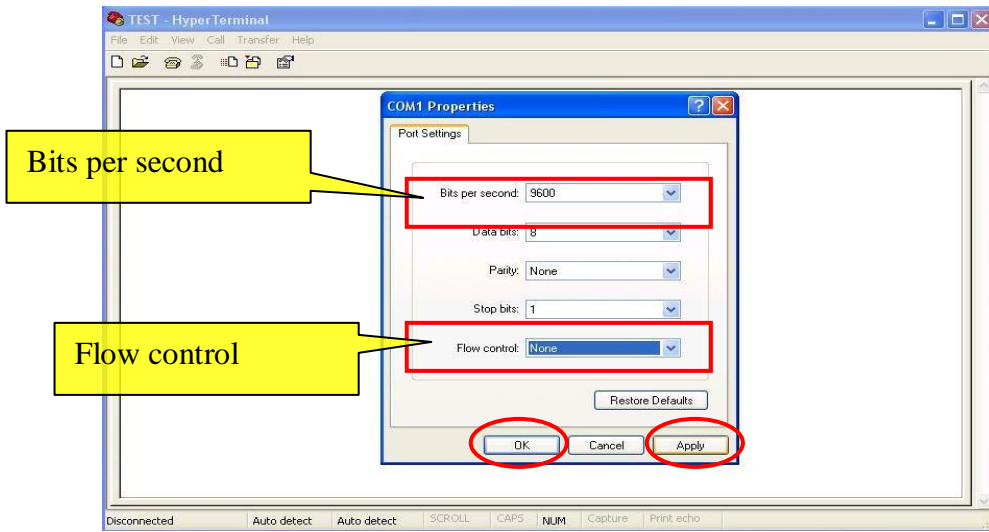 TEST - HyperTerminal
File Edit View Call Transfer Help
COM1 Properties
Port Settings
Bits per second
Bits per second: 9600
Data bits: 8
Parity: None
Stop bits: 1
Flow control
Flow control: None
Restore Defaults
OK Cancel Apply
Disconnected Auto detect Auto detect SCROLL CAPS NUM Capture Print echo